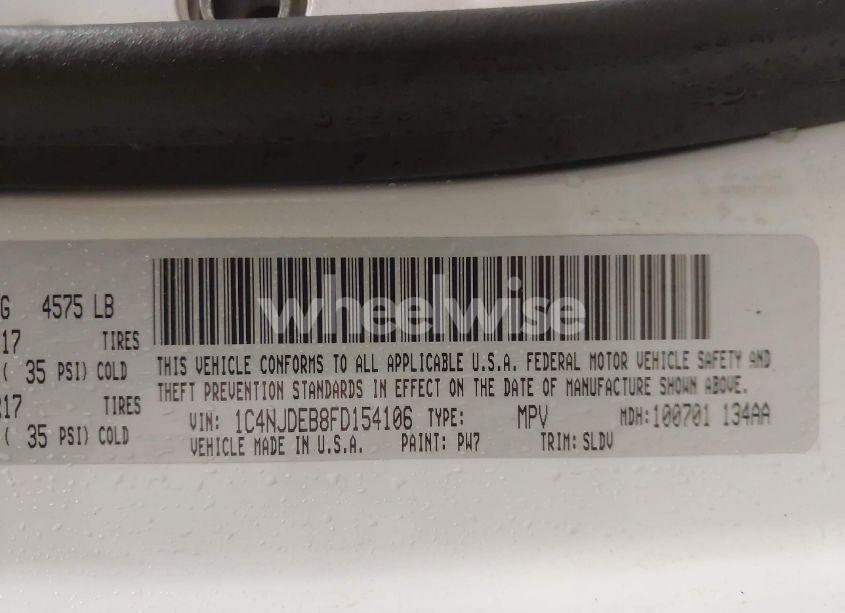 G 4575 LB
17 TIRES
( 35 PSI) COLD
R17 TIRES
( 35 PSI) COLD
wheelwise
THIS VEHICLE CONFORMS TO ALL APPLICABLE U.S.A. FEDERAL MOTOR VEHICLE SAFETY AND
THEFT PREVENTION STANDARDS IN EFFECT ON THE DATE OF MANUFACTURE SHOWN ABOVE.
VIN: 1C4NJDEB8FD154106 TYPE: MPV MDH:100701 134AA
VEHICLE MADE IN U.S.A. PAINT: PW7 TRIM: SLDV